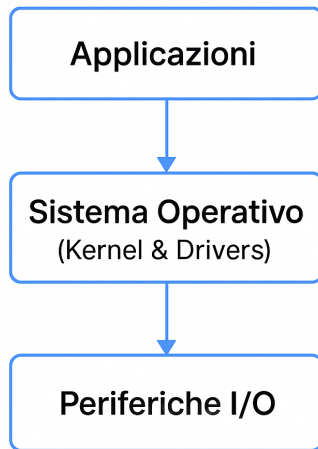 Applicazioni
Sistema Operativo
(Kernel & Drivers)
Periferiche I/O